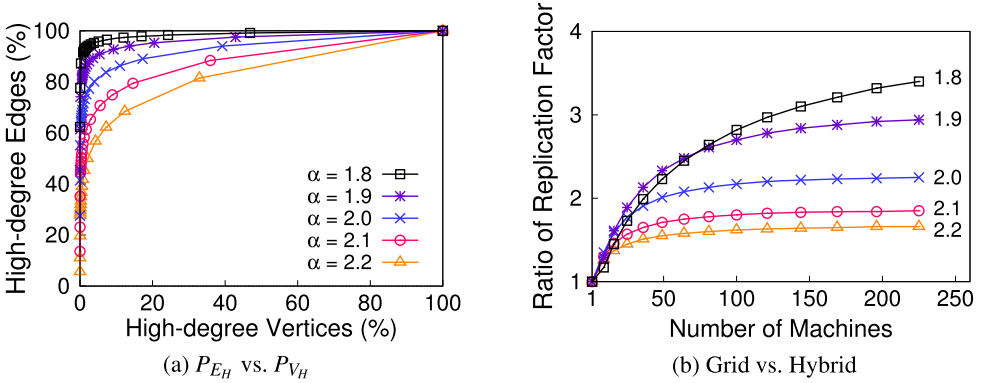 High-degree Edges (%)
100
80
60
40
20
0
α = 1.8
α = 1.9
α = 2.0
α = 2.1
α = 2.2
0 20 40 60 80 100
High-degree Vertices (%)
(a) P_{E_H} vs. P_{V_H}
Ratio of Replication Factor
4
3
2
1
1.8
1.9
2.0
2.1
2.2
1 50 100 150 200 250
Number of Machines
(b) Grid vs. Hybrid